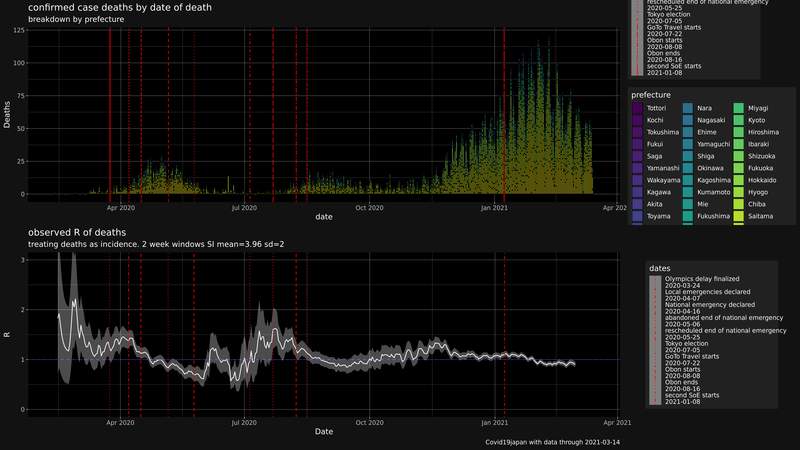 confirmed case deaths by date of death
breakdown by prefecture
Deaths
125
100
75
50
25
0
Apr 2020
Jul 2020
Oct 2020
Jan 2021
Apr 202
date
rescheduled end of national emergency
2020-05-25
Tokyo election
2020-07-05
GoTo Travel starts
2020-07-22
Obon starts
2020-08-08
Obon ends
2020-08-16
second SoE starts
2021-01-08
prefecture
Tottori Nara Miyagi
Kochi Nagasaki Kyoto
Tokushima Ehime Hiroshima
Fukui Yamaguchi Ibaraki
Saga Shiga Shizuoka
Yamanashi Okinawa Fukuoka
Wakayama Kagoshima Hokkaido
Kagawa Kumamoto Hyogo
Akita Mie Chiba
Toyama Fukushima Saitama
observed R of deaths
treating deaths as incidence. 2 week windows SI mean=3.96 sd=2
R
3
2
1
0
Apr 2020
Jul 2020
Oct 2020
Jan 2021
Apr 2021
Date
dates
Olympics delay finalized
2020-03-24
Local emergencies declared
2020-04-07
National emergency declared
2020-04-16
abandoned end of national emergency
2020-05-06
rescheduled end of national emergency
2020-05-25
Tokyo election
2020-07-05
GoTo Travel starts
2020-07-22
Obon starts
2020-08-08
Obon ends
2020-08-16
second SoE starts
2021-01-08
Covid19japan with data through 2021-03-14